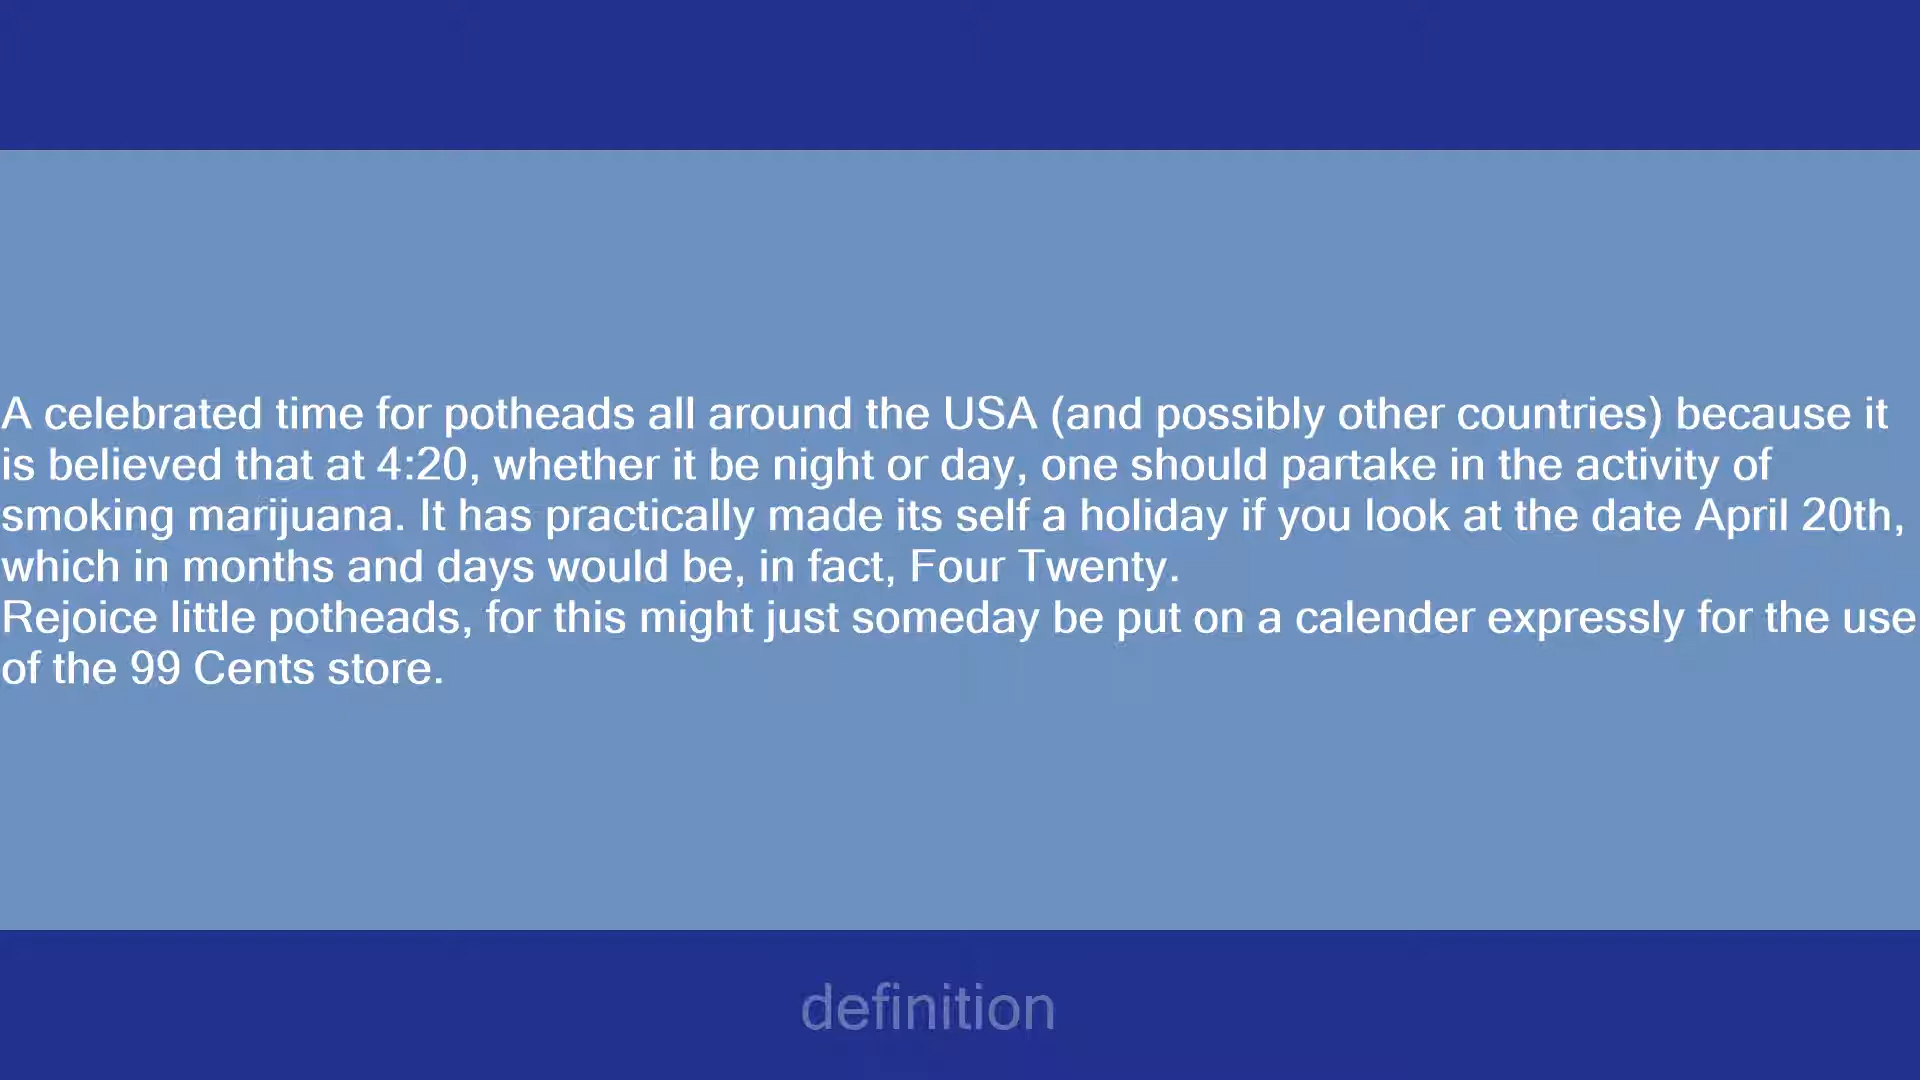 A celebrated time for potheads all around the USA (and possibly other countries) because it
is believed that at 4:20, whether it be night or day, one should partake in the activity of
smoking marijuana. It has practically made its self a holiday if you look at the date April 20th,
which in months and days would be, in fact, Four Twenty.
Rejoice little potheads, for this might just someday be put on a calender expressly for the use
of the 99 Cents store.
definition